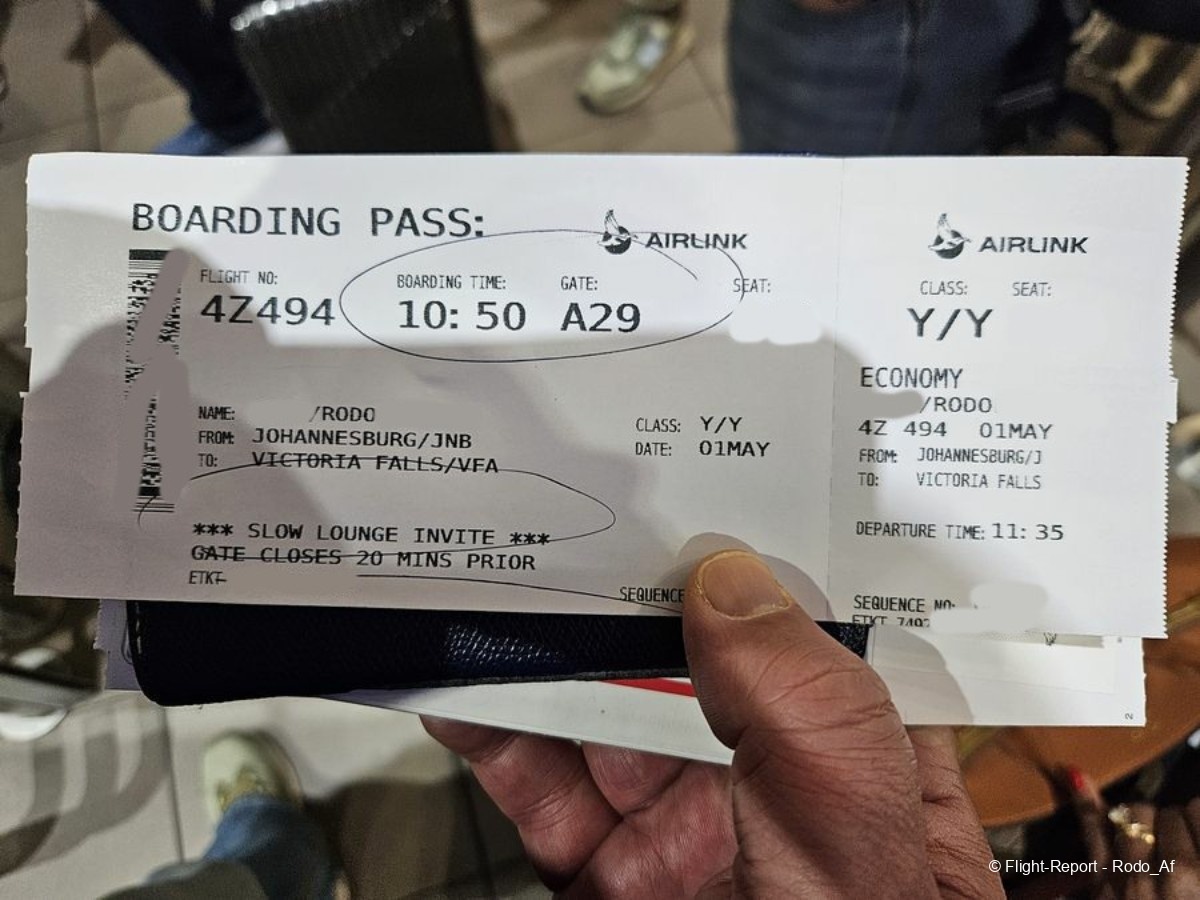 BOARDING PASS:
AIRLINK
FLIGHT NO: BOARDING TIME: GATE: SEAT:
4Z494 10:50 A29
NAME: /RODO
FROM: JOHANNESBURG/JNB
TO: VICTORIA FALLS/VFA
CLASS: Y/Y
DATE: 01MAY
*** SLOW LOUNGE INVITE ***
GATE CLOSES 20 MINS PRIOR
ETKT
SEQUENCE
AIRLINK
CLASS: SEAT:
Y/Y
ECONOMY
/RODO
4Z 494 01MAY
FROM: JOHANNESBURG/J
TO: VICTORIA FALLS
DEPARTURE TIME: 11:35
SEQUENCE NO:
ETKT 749
2
© Flight-Report - Rodo_Af